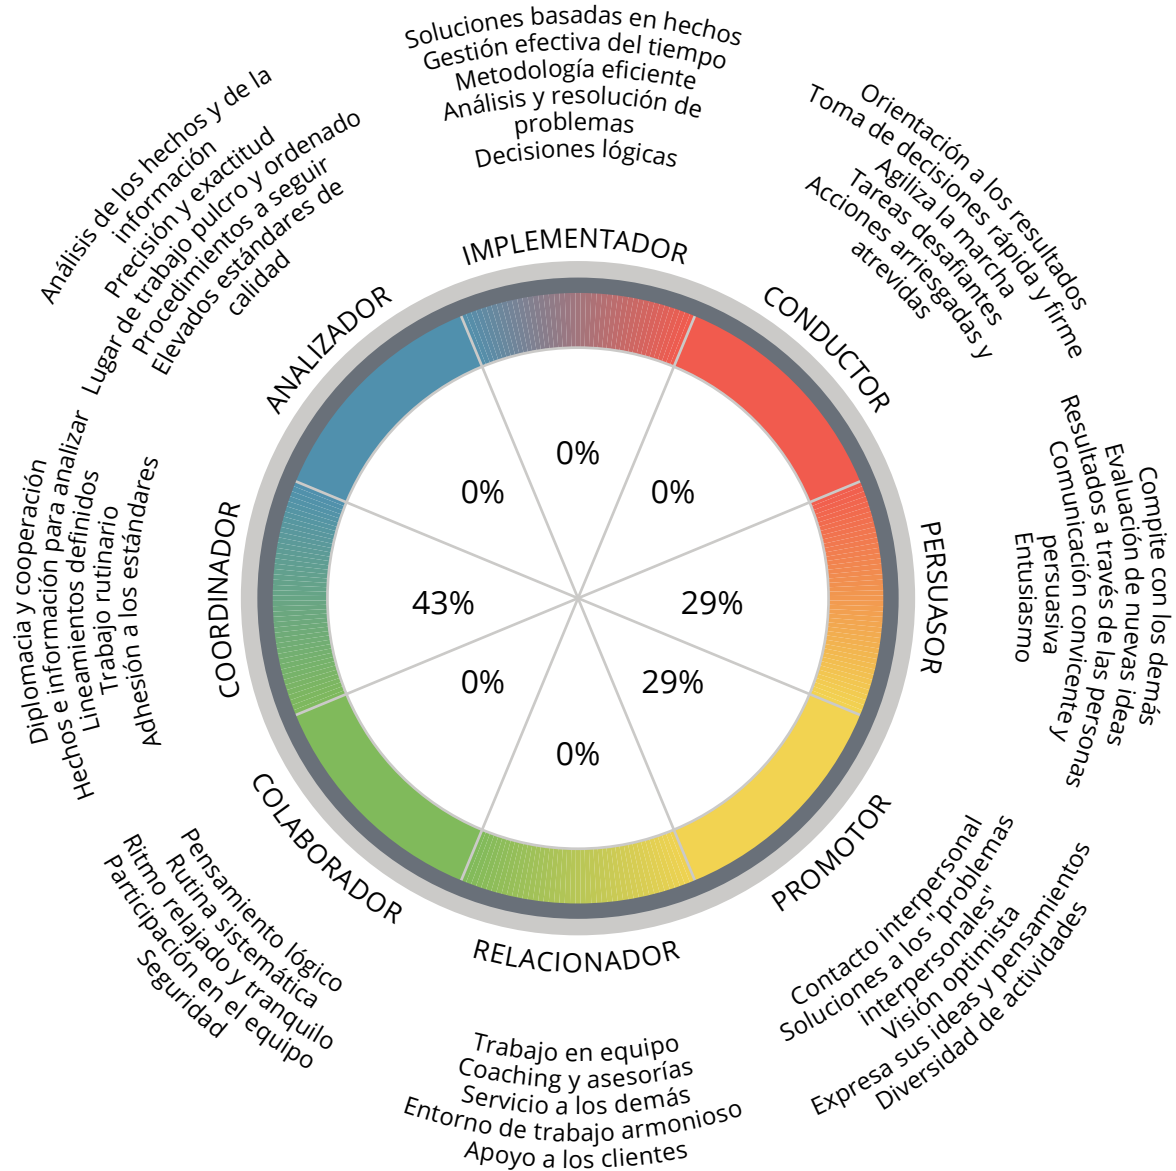 Soluciones basadas en hechos
Gestión efectiva del tiempo
Metodología eficiente
Análisis y resolución de
problemas
Decisiones lógicas
IMPLEMENTADOR
Orientación a los resultados
Toma de decisiones rápida y firme
Agiliza la marcha
Tareas desafiantes
Acciones arriesgadas y
atrevidas
CONDUCTOR
Compite con los demás
Evaluación de nuevas ideas
Resultados a través de las personas
Comunicación convicente y
persuasiva
Entusiasmo
PERSUASOR
PROMOTOR
Contacto interpersonal
Soluciones a los "problemas
interpersonales"
Visión optimista
Expresa sus ideas y pensamientos
Diversidad de actividades
RELACIONADOR
Trabajo en equipo
Coaching y asesorías
Servicio a los demás
Entorno de trabajo armonioso
Apoyo a los clientes
COLABORADOR
Pensamiento lógico
Rutina sistemática
Ritmo relajado y tranquilo
Participación en el equipo
Seguridad
COORDINADOR
Diplomacia y cooperación
Hechos e información para analizar
Lineamientos definidos
Trabajo rutinario
Adhesión a los estándares
ANALIZADOR
Análisis de los hechos y de la
información
Precisión y exactitud
Lugar de trabajo pulcro y ordenado
Procedimientos a seguir
Elevados estándares de
calidad
0%
0%
0%
43%
29%
0%
29%
0%